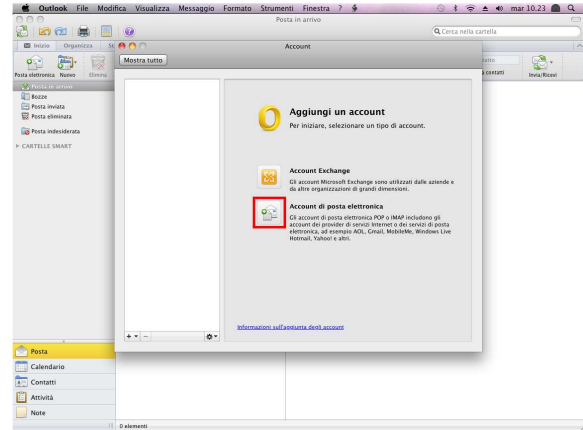 Outlook File Modifica Visualizza Messaggio Formato Strumenti Finestra ? mar 10.23
Posta in arrivo
Cerca nella cartella
Inizio Organizza
Account
Mostra tutto
Posta elettronica Nuovo Elimina
contatti Invia/Ricevi
Posta in arrivo
Bozze
Posta inviata
Posta eliminata
Posta indesiderata
CARTELLE SMART
Aggiungi un account
Per iniziare, selezionare un tipo di account.
Account Exchange
Gli account Microsoft Exchange sono utilizzati dalle aziende e
da altre organizzazioni di grandi dimensioni.
Account di posta elettronica
Gli account di posta elettronica POP o IMAP includono gli
account dei provider di servizi Internet o dei servizi di posta
elettronica, ad esempio AOL, Gmail, MobileMe, Windows Live
Hotmail, Yahoo! e altri.
Informazioni sull'aggiunta degli account
Posta
Calendario
Contatti
Attività
Note
0 elementi